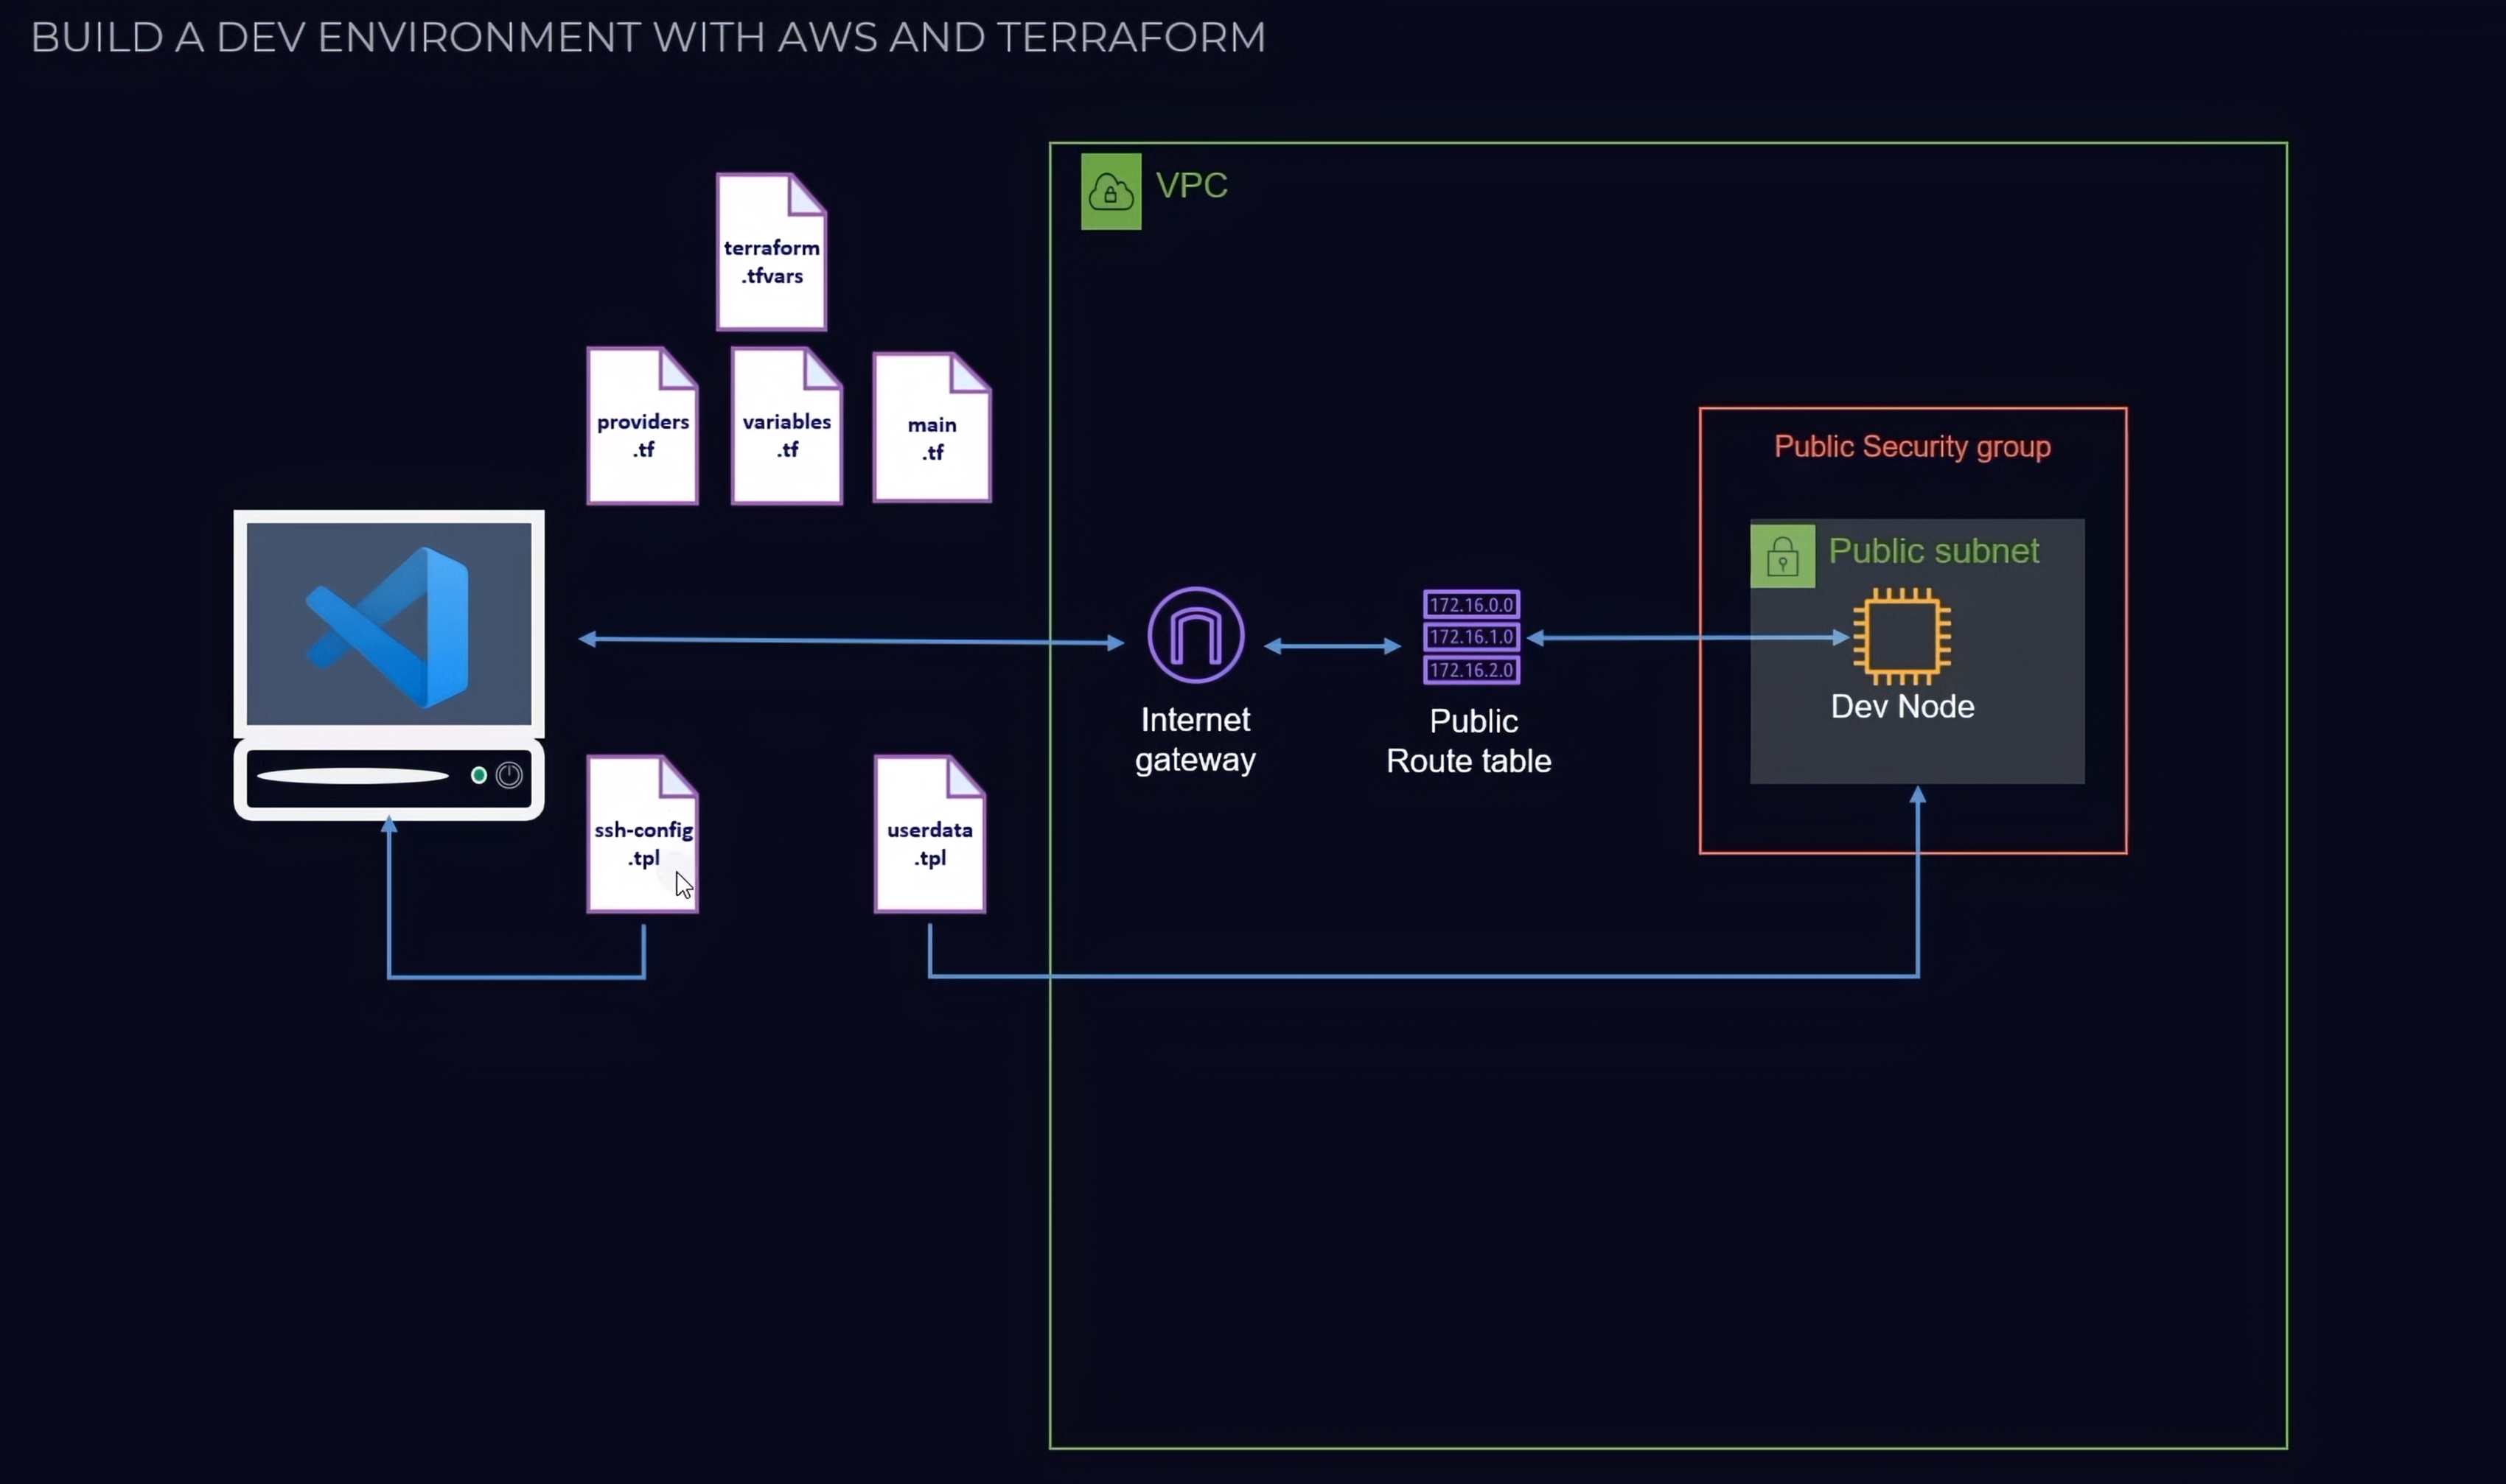 BUILD A DEV ENVIRONMENT WITH AWS AND TERRAFORM
VPC
terraform
.tfvars
providers
.tf
variables
.tf
main
.tf
Public Security group
Public subnet
172.16.0.0
172.16.1.0
172.16.2.0
Dev Node
Internet
gateway
Public
Route table
ssh-config
.tpl
userdata
.tpl